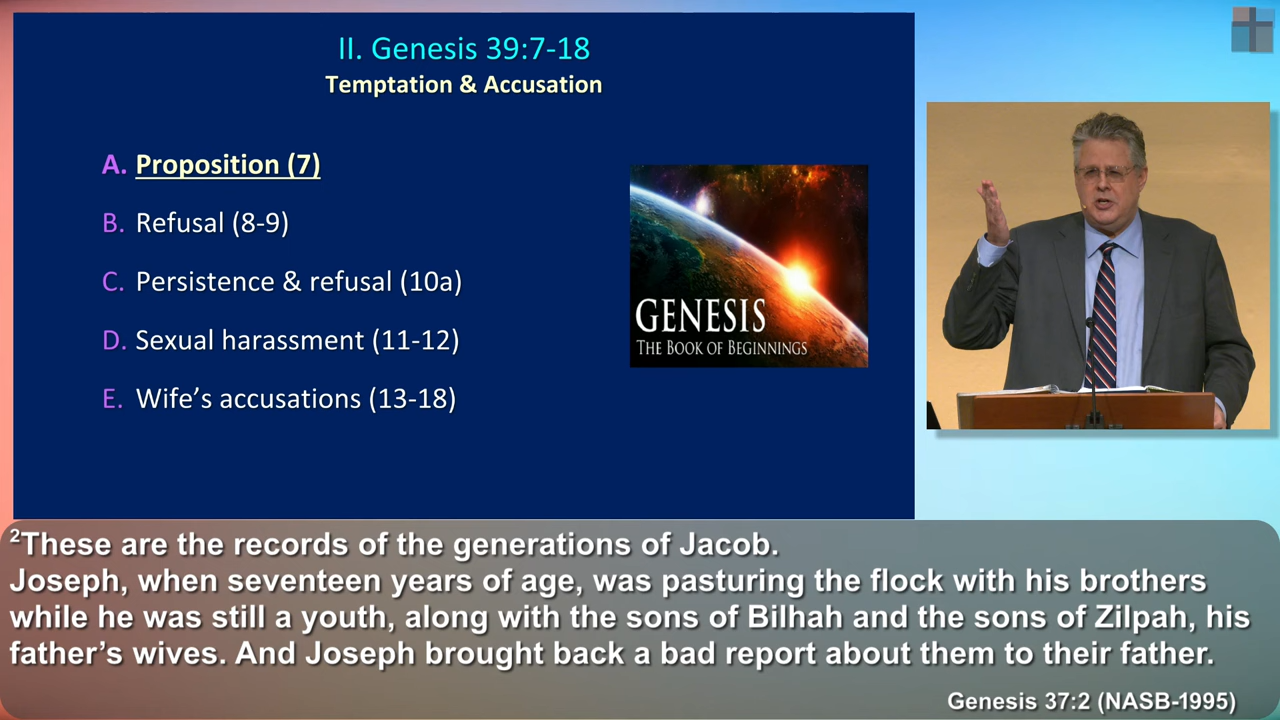 II. Genesis 39:7-18
Temptation & Accusation
A. Proposition (7)
B. Refusal (8-9)
C. Persistence & refusal (10a)
D. Sexual harassment (11-12)
E. Wife’s accusations (13-18)
GENESIS
THE BOOK OF BEGINNINGS
²These are the records of the generations of Jacob.
Joseph, when seventeen years of age, was pasturing the flock with his brothers
while he was still a youth, along with the sons of Bilhah and the sons of Zilpah, his
father’s wives. And Joseph brought back a bad report about them to their father.
Genesis 37:2 (NASB-1995)